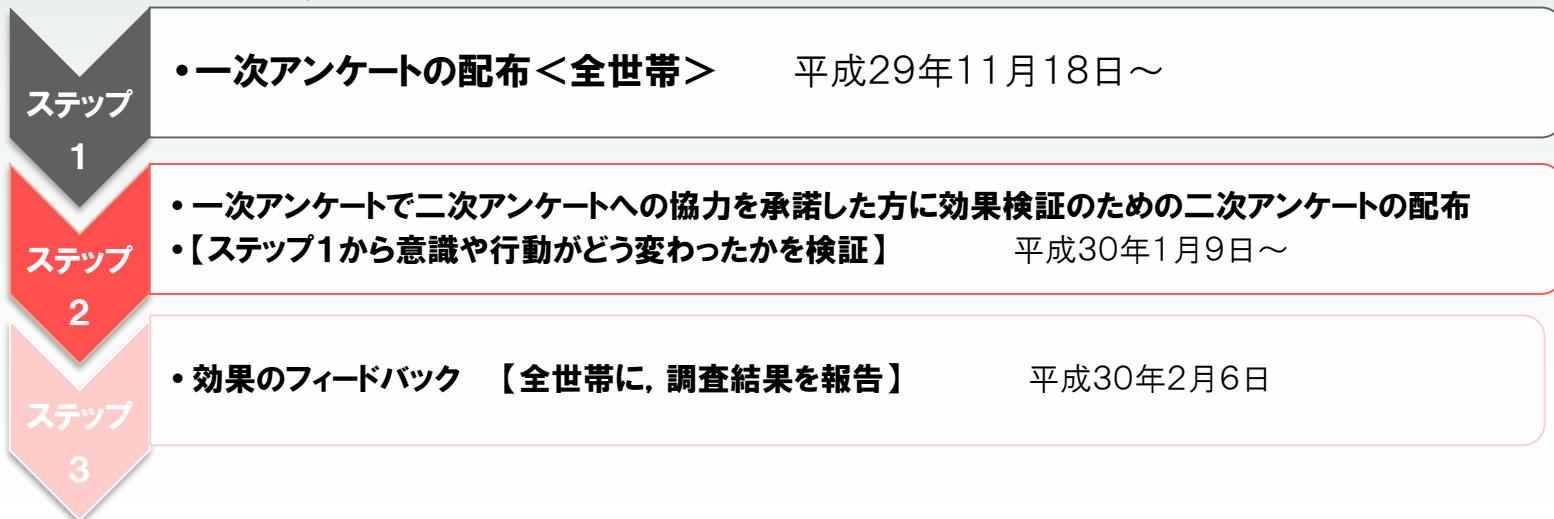 ステップ
1
•一次アンケートの配布＜全世帯＞　平成29年11月18日～
ステップ
2
•一次アンケートで二次アンケートへの協力を承諾した方に効果検証のための二次アンケートの配布
•【ステップ1から意識や行動がどう変わったかを検証】　平成30年1月9日～
ステップ
3
•効果のフィードバック　【全世帯に，調査結果を報告】　平成30年2月6日